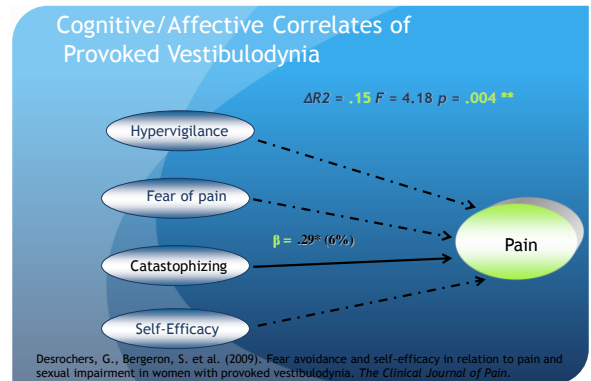 Cognitive/Affective Correlates of
Provoked Vestibulodynia
ΔR2 = .15 F = 4.18 p = .004 **
Hypervigilance
Fear of pain
β = .29* (6%)
Pain
Catastophizing
Self-Efficacy
Desrochers, G., Bergeron, S. et al. (2009). Fear avoidance and self-efficacy in relation to pain and
sexual impairment in women with provoked vestibulodynia. The Clinical Journal of Pain.